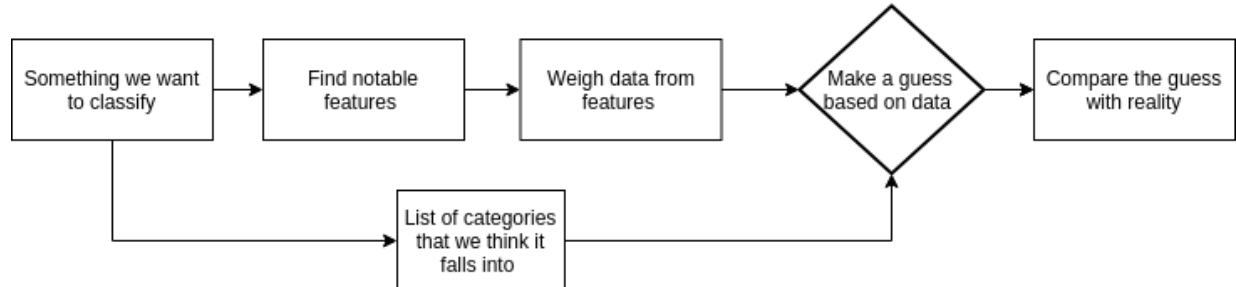 Something we want
to classify
Find notable
features
Weigh data from
features
Make a guess
based on data
Compare the guess
with reality
List of categories
that we think it
falls into